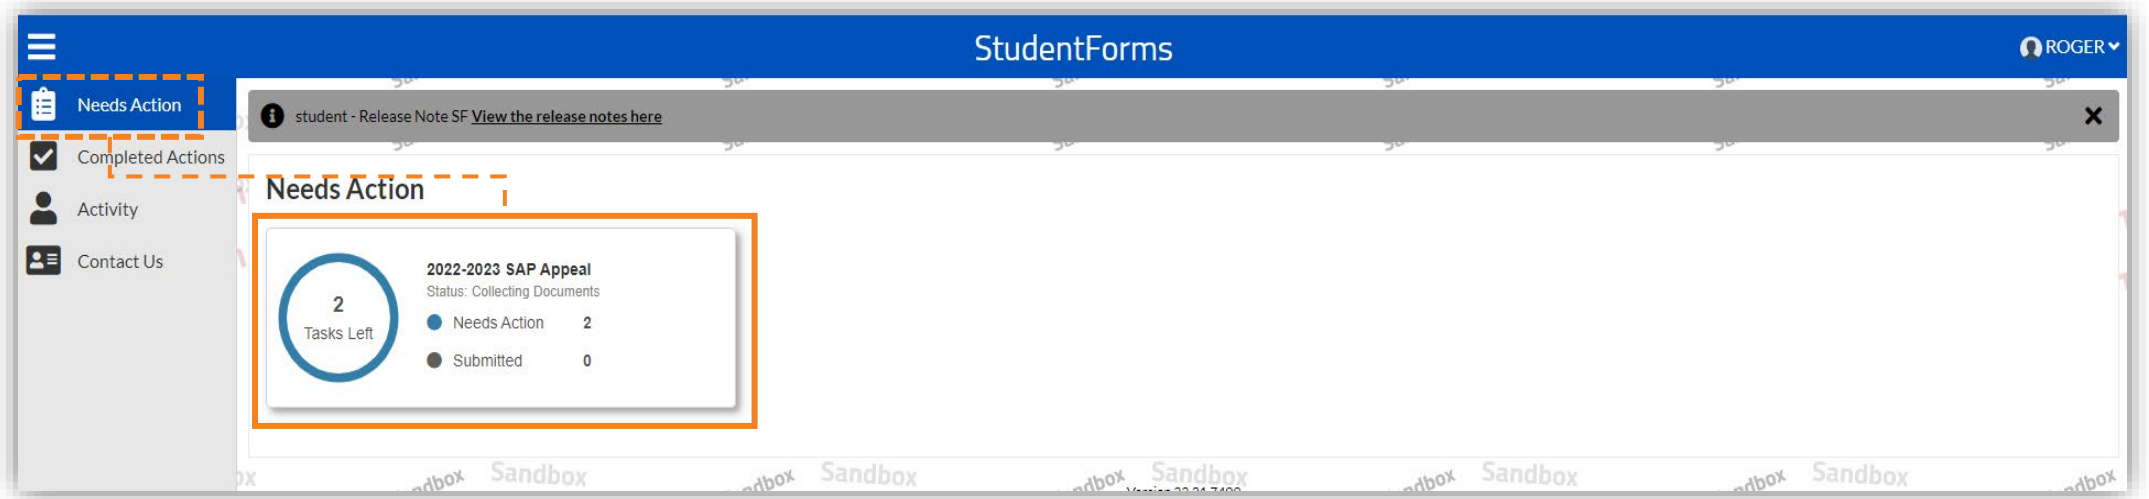 StudentForms
ROGER
Needs Action
Completed Actions
Activity
Contact Us
student - Release Note SF View the release notes here
Needs Action
2
Tasks Left
2022-2023 SAP Appeal
Status: Collecting Documents
Needs Action 2
Submitted 0
Sandbox Sandbox Sandbox Sandbox Sandbox